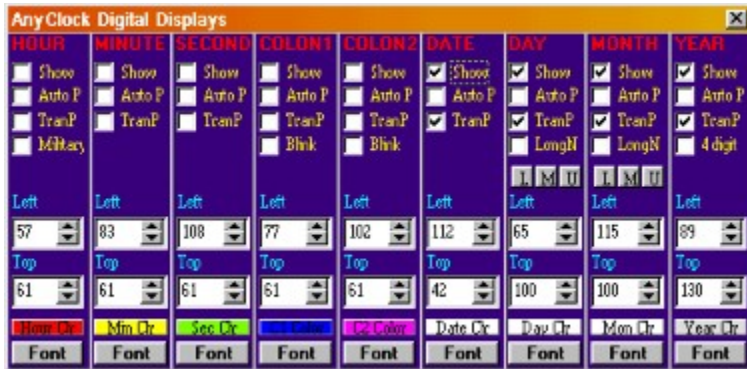 AnyClock Digital Displays
HOUR MINUTE SECOND COLON1 COLON2 DATE DAY MONTH YEAR
Show Show Show Show Show Show Show Show Show
Auto P Auto P Auto P Auto P Auto P Auto P Auto P Auto P Auto P
TranP TranP TranP TranP TranP TranP TranP TranP TranP
Military Blink Blink LongN LongN 4 digit
L M U L M U
Left Left Left Left Left Left Left Left Left
57 83 108 77 102 112 65 115 89
Top Top Top Top Top Top Top Top Top
61 61 61 61 61 42 100 100 130
Hour Clr Min Clr Sec Clr C1 Color C2 Color Date Clr Day Clr Mon Clr Year Clr
Font Font Font Font Font Font Font Font Font